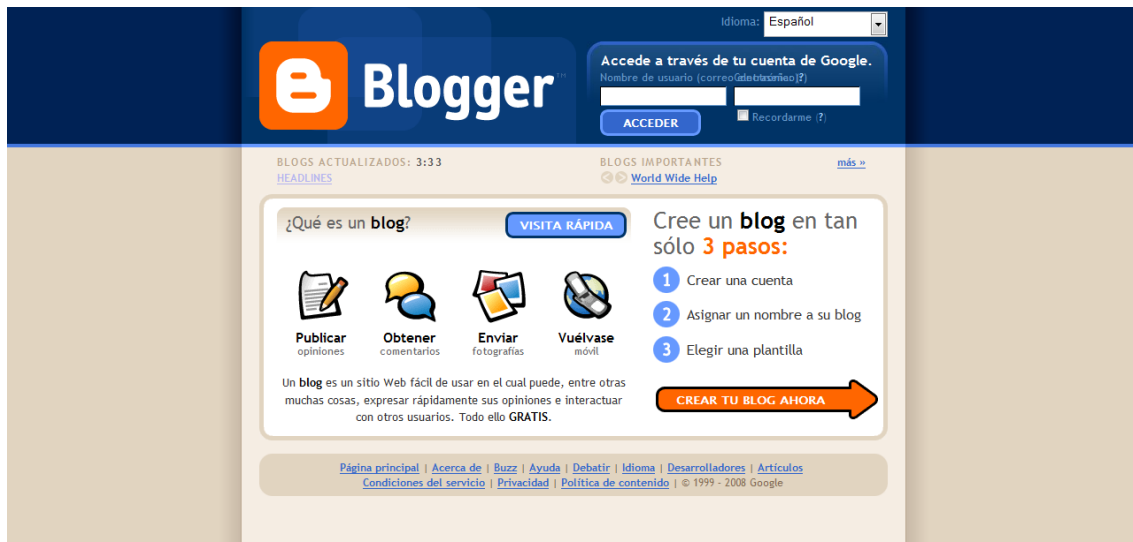 Idioma: Español
Blogger™
Accede a través de tu cuenta de Google.
Nombre de usuario (correo
?)
ACCEDER
Recordarme (?)
BLOGS ACTUALIZADOS: 3:33
HEADLINES
BLOGS IMPORTANTES
más »
World Wide Help
¿Qué es un blog?
VISITA RÁPIDA
Publicar
opiniones
Obtener
comentarios
Enviar
fotografías
Vuélvase
móvil
Un blog es un sitio Web fácil de usar en el cual puede, entre otras
muchas cosas, expresar rápidamente sus opiniones e interactuar
con otros usuarios. Todo ello GRATIS.
Cree un blog en tan
sólo 3 pasos:
1 Crear una cuenta
2 Asignar un nombre a su blog
3 Elegir una plantilla
CREAR TU BLOG AHORA
Página principal | Acerca de | Buzz | Ayuda | Debatir | Idioma | Desarrolladores | Artículos
Condiciones del servicio | Privacidad | Política de contenido | © 1999 - 2008 Google